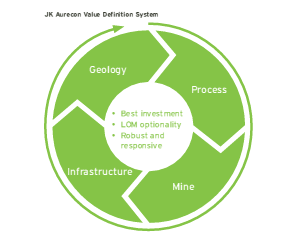 JK Aurecon Value Definition System
Geology
Process
• Best investment
• LOM optionality
• Robust and
responsive
Infrastructure
Mine